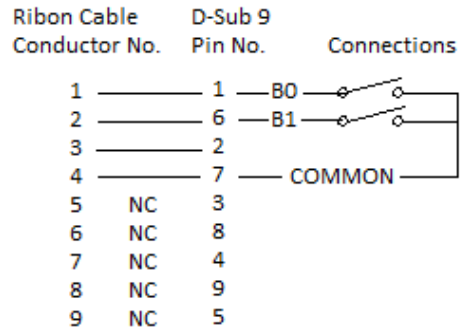 Ribon Cable D-Sub 9
Conductor No. Pin No. Connections
1 1 B0
2 6 B1
3 2
4 7 COMMON
5 NC 3
6 NC 8
7 NC 4
8 NC 9
9 NC 5